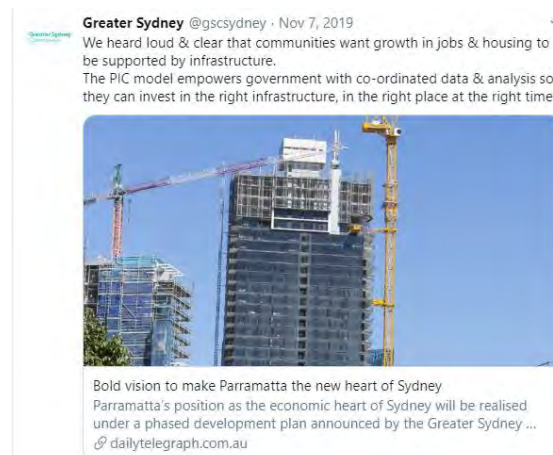 Greater Sydney @gscsydney · Nov 7, 2019
We heard loud & clear that communities want growth in jobs & housing to
be supported by infrastructure.
The PIC model empowers government with co-ordinated data & analysis so
they can invest in the right infrastructure, in the right place at the right time
Bold vision to make Parramatta the new heart of Sydney
Parramatta's position as the economic heart of Sydney will be realised
under a phased development plan announced by the Greater Sydney ...
dailytelegraph.com.au